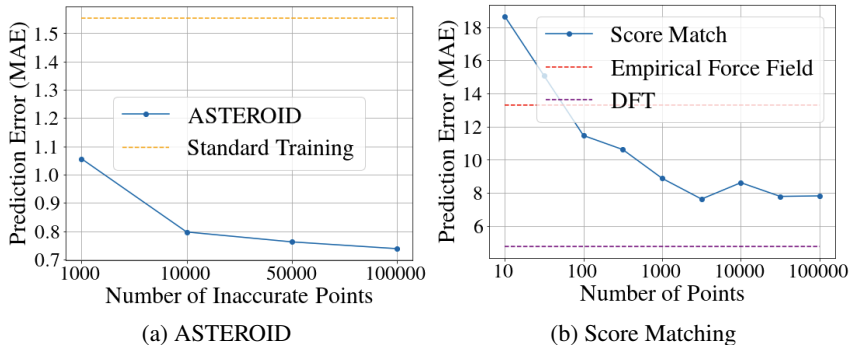 Prediction Error (MAE)
1.5
1.4
1.3
1.2
1.1
1.0
0.9
0.8
0.7
ASTEROID
Standard Training
1000 10000 50000 100000
Number of Inaccurate Points
(a) ASTEROID
Prediction Error (MAE)
18
16
14
12
10
8
6
Score Match
Empirical Force Field
DFT
10 100 1000 10000 100000
Number of Points
(b) Score Matching